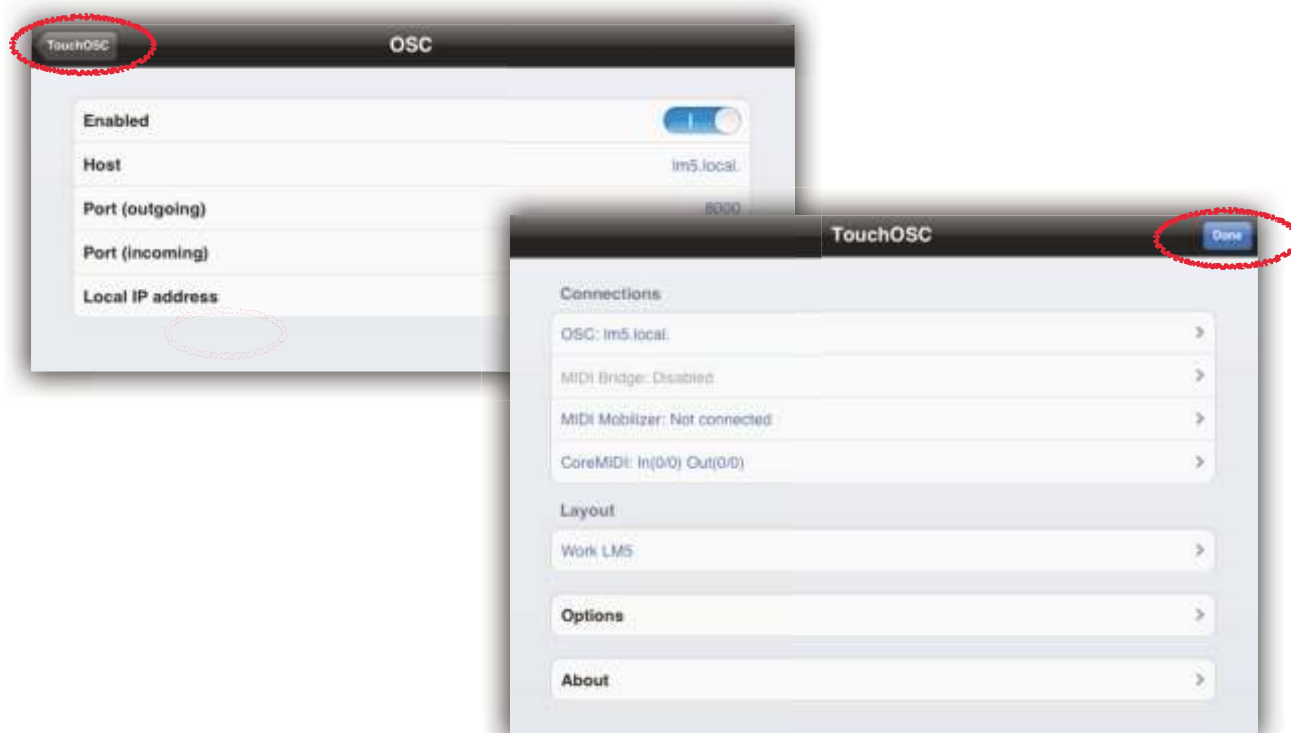 TouchOSC OSC
Enabled
Host lm5.local.
Port (outgoing) 8000
Port (incoming)
Local IP address
TouchOSC Done
Connections
OSC: lm5.local.
MIDI Bridge: Disabled
MIDI Mobilizer: Not connected
CoreMIDI: In(0/0) Out(0/0)
Layout
Work LM5
Options
About